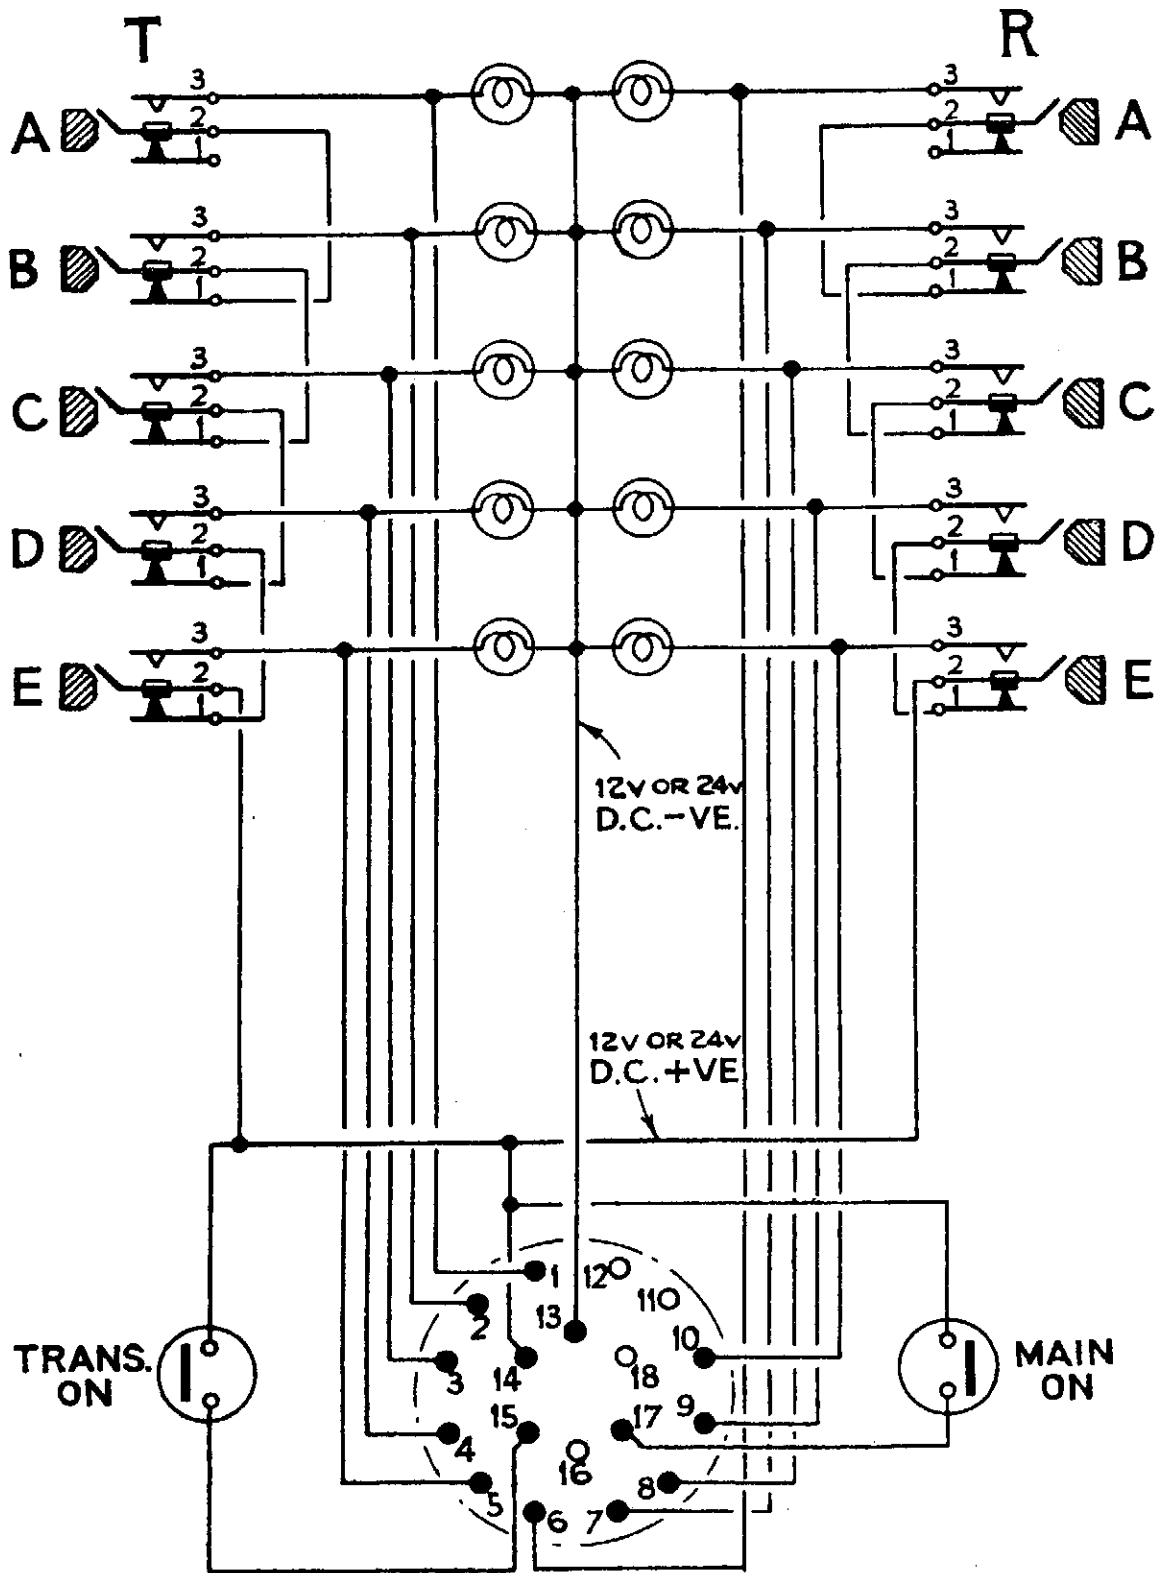 T R
3 3
A 2 2 A
1 1
3 3
B 2 2 B
1 1
3 3
C 2 2 C
1 1
3 3
D 2 2 D
1 1
3 3
E 2 2 E
1 1
12V OR 24V
D.C.-VE.
12V OR 24V
D.C.+VE
1 12
11
2 13
10
TRANS.
ON
3 14 18
MAIN
ON
15 17 9
4
16
5 8
6 7